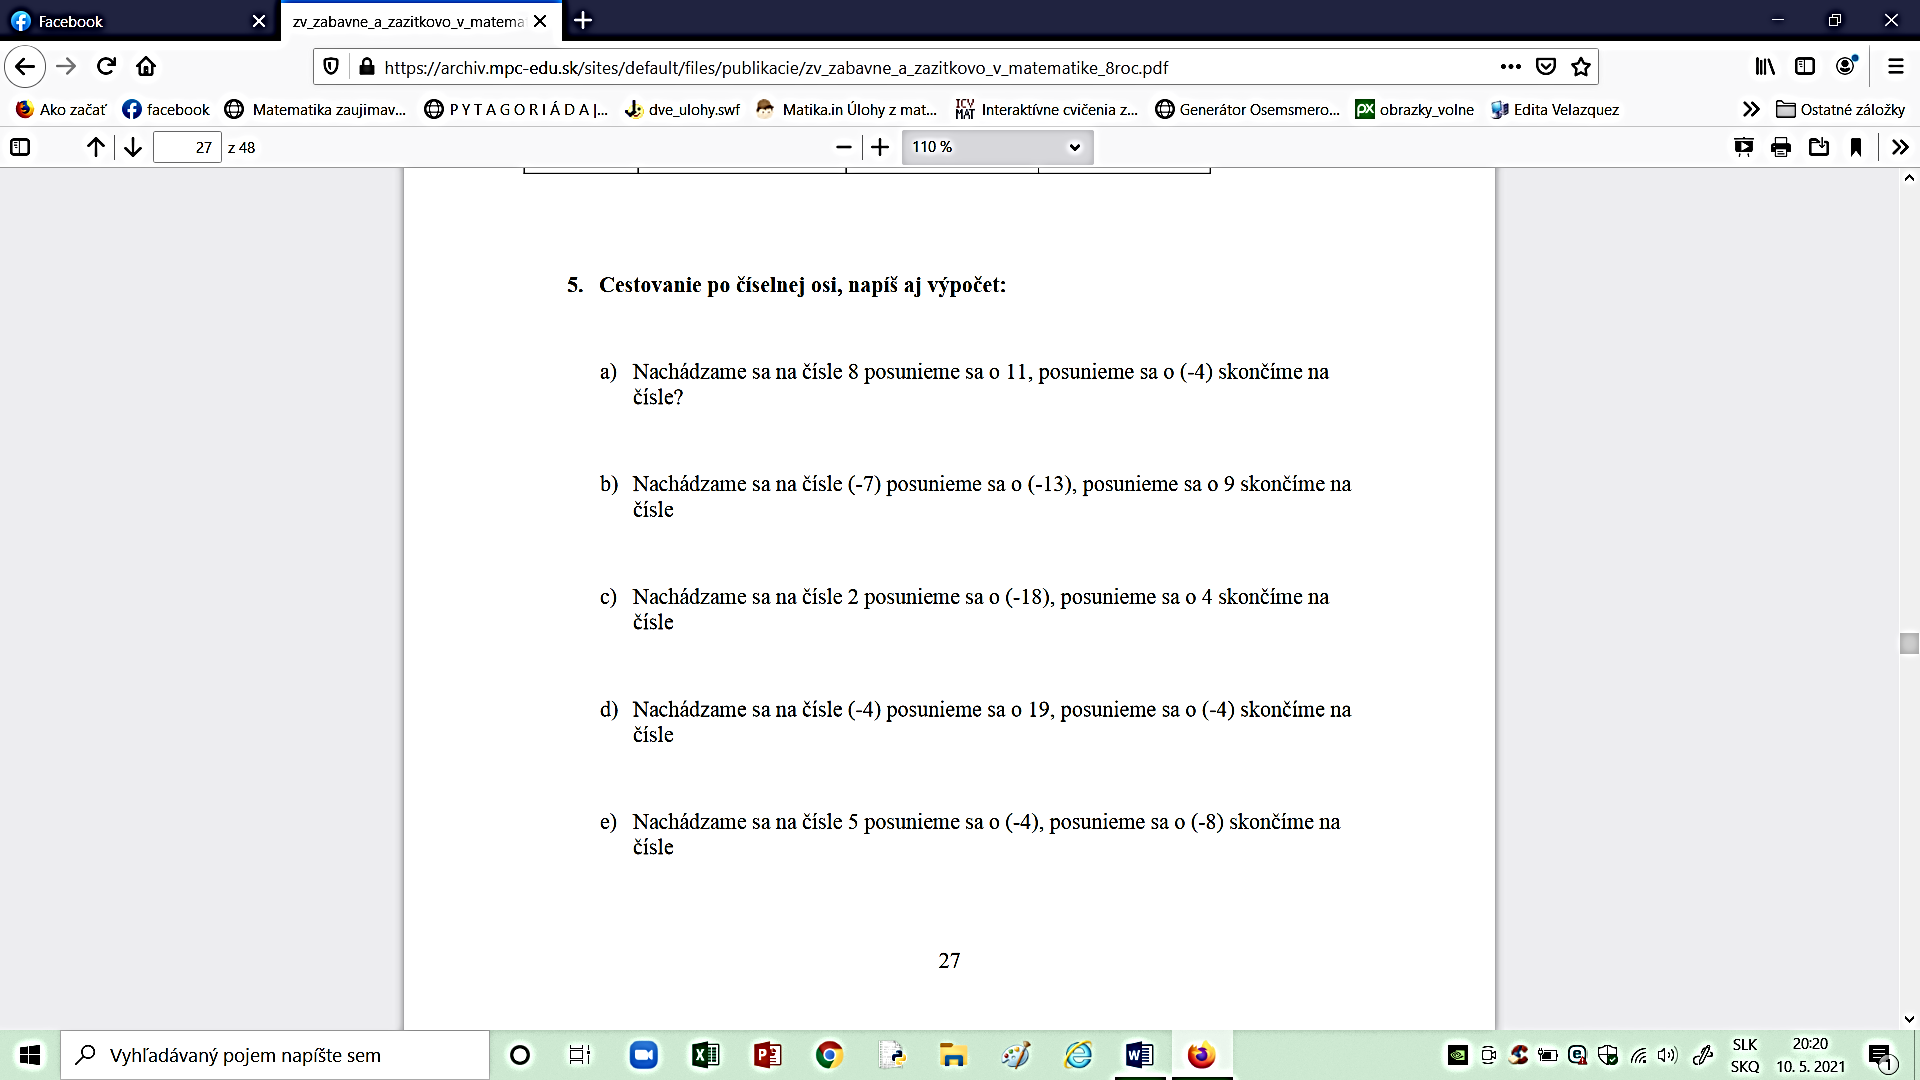 Facebook
zv_zabavne_a_zazitkovo_v_matema
https://archiv.mpc-edu.sk/sites/default/files/publikacie/zv_zabavne_a_zazitkovo_v_matematike_8roc.pdf
Ako začať facebook Matematika zaujimav... P Y T A G O R I Á D A |... dve_ulohy.swf Matika.in Úlohy z mat... ICV MAT Interaktívne cvičenia z... Generátor Osemsmero... px obrazky_volne Edita Velazquez Ostatné záložky
27 z 48 110 %
5. Cestovanie po číselnej osi, napíš aj výpočet:
a) Nachádzame sa na čísle 8 posunieme sa o 11, posunieme sa o (-4) skončíme na
čísle?
b) Nachádzame sa na čísle (-7) posunieme sa o (-13), posunieme sa o 9 skončíme na
čísle
c) Nachádzame sa na čísle 2 posunieme sa o (-18), posunieme sa o 4 skončíme na
čísle
d) Nachádzame sa na čísle (-4) posunieme sa o 19, posunieme sa o (-4) skončíme na
čísle
e) Nachádzame sa na čísle 5 posunieme sa o (-4), posunieme sa o (-8) skončíme na
čísle
27
Vyhľadávaný pojem napíšte sem
SLK 20:20
SKQ 10. 5. 2021 1